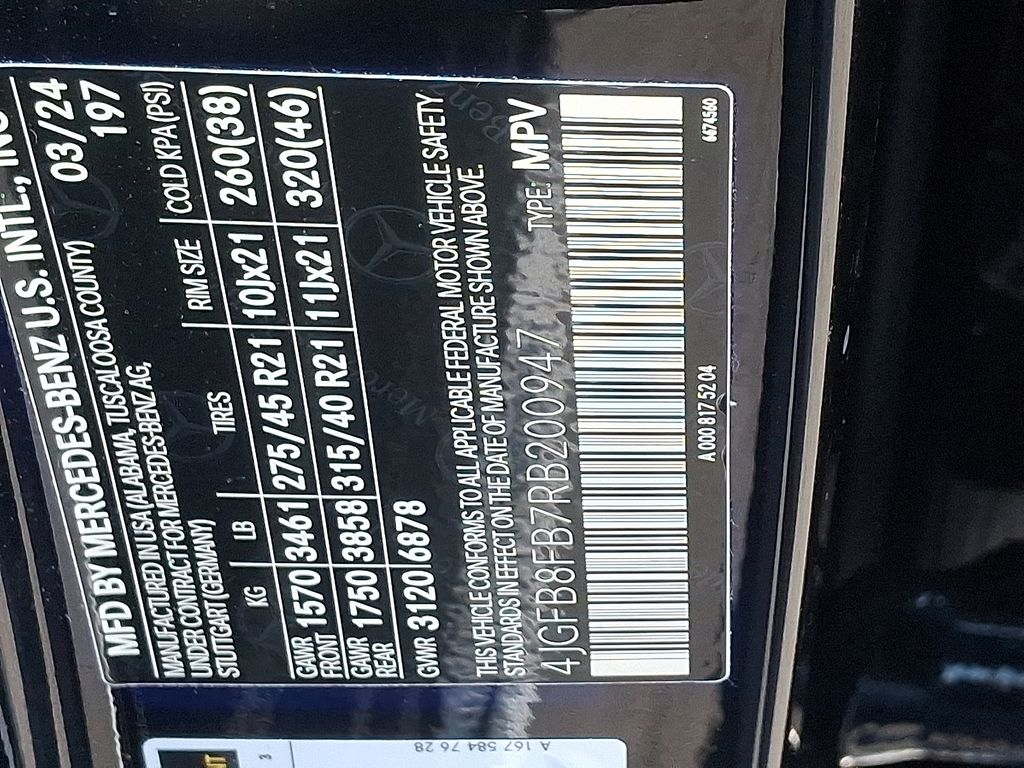 MFD BY MERCEDES-BENZ U.S. INTL., INC
MANUFACTURED IN USA (ALABAMA, TUSCALOOSA COUNTY) 03/24
UNDER CONTRACT FOR MERCEDES-BENZ AG, 197
STUTTGART (GERMANY)
KG LB TIRES RIM SIZE COLD KPA (PSI)
GAWR FRONT 1570 3461 275/45 R21 10Jx21 260(38)
GAWR REAR 1750 3858 315/40 R21 11Jx21 320(46)
GVWR 3120 6878
THIS VEHICLE CONFORMS TO ALL APPLICABLE FEDERAL MOTOR VEHICLE SAFETY
STANDARDS IN EFFECT ON THE DATE OF MANUFACTURE SHOWN ABOVE.
4JGFB8FB7RB200947 TYPE: MPV
A 000 817 52 04 6674560
A 167 584 76 28
3